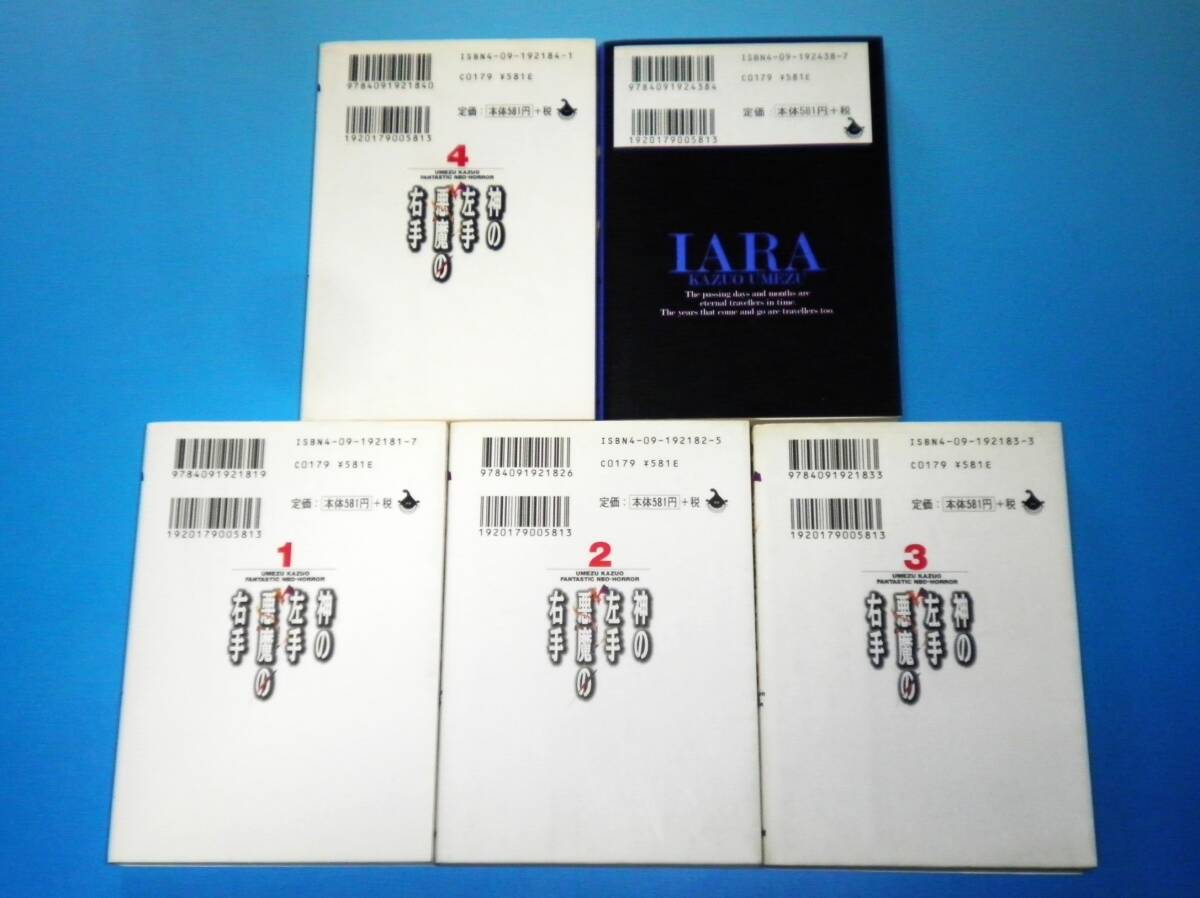 ISBN4-09-192184-1
9784091921840
C0179 ¥581E
定価：本体581円+税
1920179005813
4
UMEZU KAZUO
FANTASTIC NEO-HORROR
神の
左手
悪魔の
右手
ISBN4-09-192438-7
9784091924384
C0179 ¥581E
定価：本体581円+税
1920179005813
IARA
KAZUO UMEZU
The passing days and months are
eternal travellers in time.
The years that come and go are travellers too.
ISBN4-09-192181-7
9784091921819
C0179 ¥581E
定価：本体581円+税
1920179005813
1
UMEZU KAZUO
FANTASTIC NEO-HORROR
神の
左手
悪魔の
右手
ISBN4-09-192182-5
9784091921826
C0179 ¥581E
定価：本体581円+税
1920179005813
2
UMEZU KAZUO
FANTASTIC NEO-HORROR
神の
左手
悪魔の
右手
ISBN4-09-192183-3
9784091921833
C0179 ¥581E
定価：本体581円+税
1920179005813
3
UMEZU KAZUO
FANTASTIC NEO-HORROR
神の
左手
悪魔の
右手